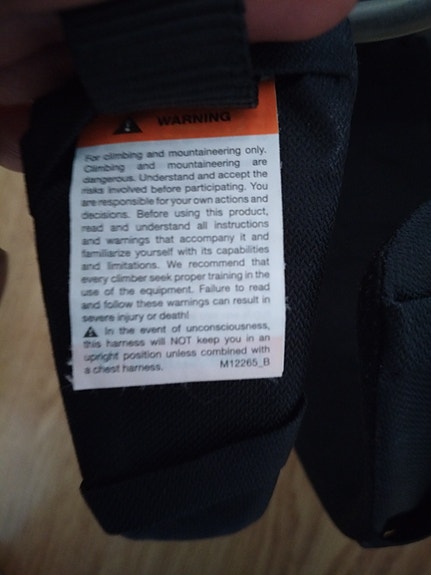 WARNING
For climbing and mountaineering only.
Climbing and mountaineering are
dangerous. Understand and accept the
risks involved before participating. You
are responsible for your own actions and
decisions. Before using this product,
read and understand all instructions
and warnings that accompany it and
familiarize yourself with its capabilities
and limitations. We recommend that
every climber seek proper training in the
use of the equipment. Failure to read
and follow these warnings can result in
severe injury or death!
In the event of unconsciousness,
this harness will NOT keep you in an
upright position unless combined with
a chest harness. M12265_B